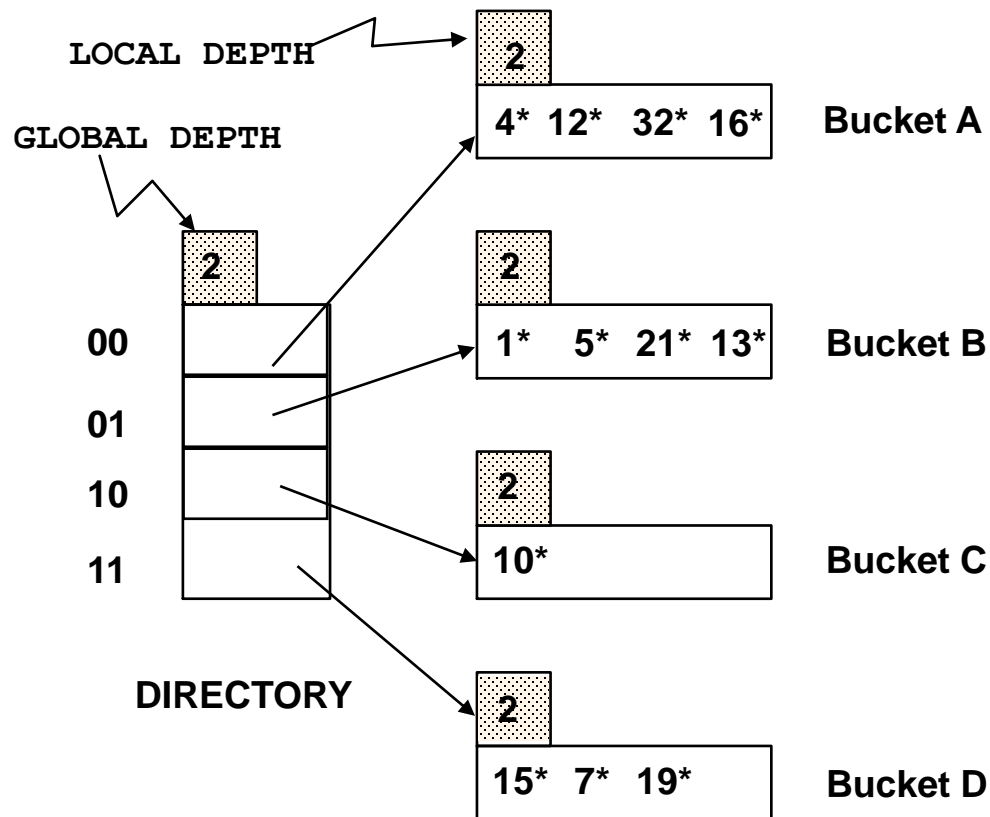 LOCAL DEPTH
2
4* 12* 32* 16*
Bucket A
GLOBAL DEPTH
2
2
1* 5* 21* 13*
Bucket B
00
01
10
11
2
10*
Bucket C
DIRECTORY
2
15* 7* 19*
Bucket D